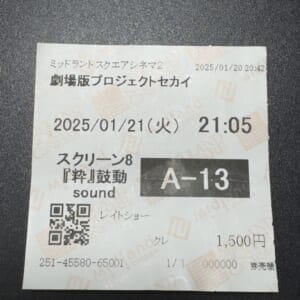 ミッドランドスクエアシネマ2 2025/01/20 20:42
劇場版プロジェクトセカイ
2025/01/21(火) 21:05
スクリーン8
『粋』鼓動
sound
A-13
レイトショー
クレ 1,500円
251-45580-65001 1/1 000000 券売機